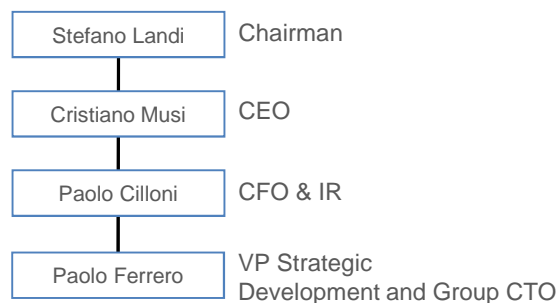 Stefano Landi Chairman
Cristiano Musi CEO
Paolo Cilloni CFO & IR
Paolo Ferrero VP Strategic
Development and Group CTO